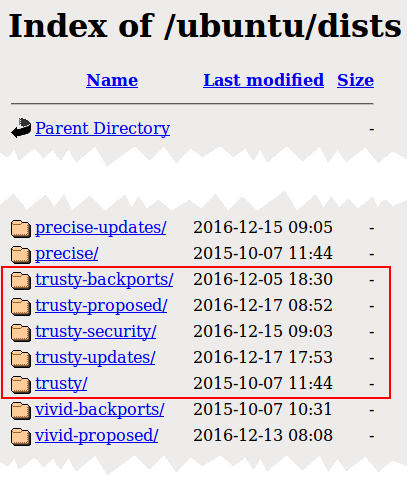 Index of /ubuntu/dists
Name Last modified Size
Parent Directory -
precise-updates/ 2016-12-15 09:05 -
precise/ 2015-10-07 11:44 -
trusty-backports/ 2016-12-05 18:30 -
trusty-proposed/ 2016-12-17 08:52 -
trusty-security/ 2016-12-15 09:03 -
trusty-updates/ 2016-12-17 17:53 -
trusty/ 2015-10-07 11:44 -
vivid-backports/ 2015-10-07 10:31 -
vivid-proposed/ 2016-12-13 08:08 -